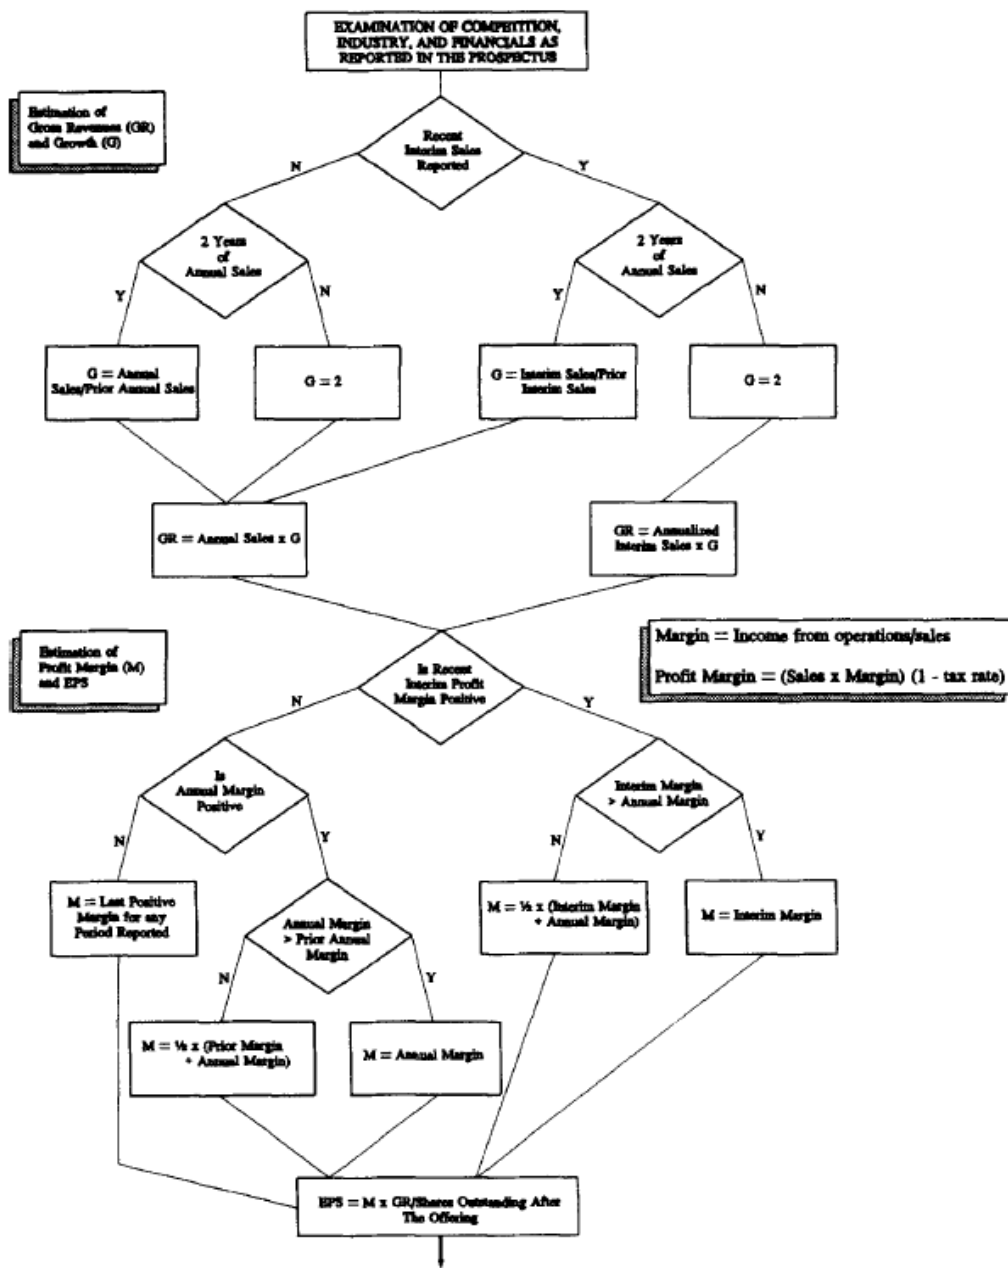 EXAMINATION OF COMPETITION,
INDUSTRY, AND FINANCIALS AS
REPORTED IN THE PROSPECTUS
Estimation of
Gross Revenues (GR)
and Growth (G)
Recent
Interim Sales
Reported
N
Y
2 Years
of
Annual Sales
2 Years
of
Annual Sales
Y
N
Y
N
G = Annual
Sales/Prior Annual Sales
G = 2
G = Interim Sales/Prior
Interim Sales
G = 2
GR = Annual Sales x G
GR = Annualized
Interim Sales x G
Estimation of
Profit Margin (M)
and EPS
Is Recent
Interim Profit
Margin Positive
Margin = Income from operations/sales
Profit Margin = (Sales x Margin) (1 - tax rate)
N
Y
Is
Annual Margin
Positive
Interim Margin
> Annual Margin
N
Y
N
Y
M = Last Positive
Margin for any
Period Reported
Annual Margin
> Prior Annual
Margin
M = ½ x (Interim Margin
+ Annual Margin)
M = Interim Margin
N
Y
M = ½ x (Prior Margin
+ Annual Margin)
M = Annual Margin
EPS = M x GR/Shares Outstanding After
The Offering